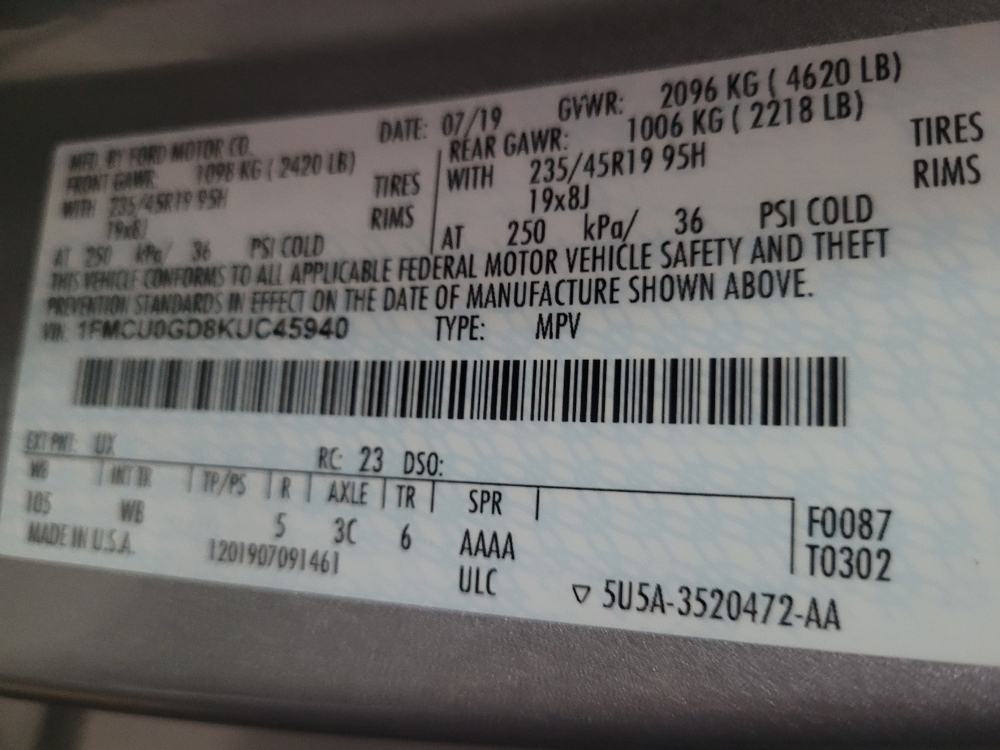 MFD. BY FORD MOTOR CO. DATE: 07/19 GVWR: 2096 KG ( 4620 LB)
FRONT GAWR: 1098 KG ( 2420 LB) REAR GAWR: 1006 KG ( 2218 LB)
WITH 235/45R19 95H TIRES WITH 235/45R19 95H TIRES
19x8J RIMS 19x8J RIMS
AT 250 kPa/ 36 PSI COLD AT 250 kPa/ 36 PSI COLD
THIS VEHICLE CONFORMS TO ALL APPLICABLE FEDERAL MOTOR VEHICLE SAFETY AND THEFT
PREVENTION STANDARDS IN EFFECT ON THE DATE OF MANUFACTURE SHOWN ABOVE.
VIN: 1FMCU0GD8KUC45940 TYPE: MPV
EXT PNT: UX RC: 23 DSO:
WB INT TR TP/PS R AXLE TR SPR
105 WB 5 3C 6 AAAA F0087
MADE IN U.S.A. 1201907091461 ULC T0302
▽ 5U5A-3520472-AA